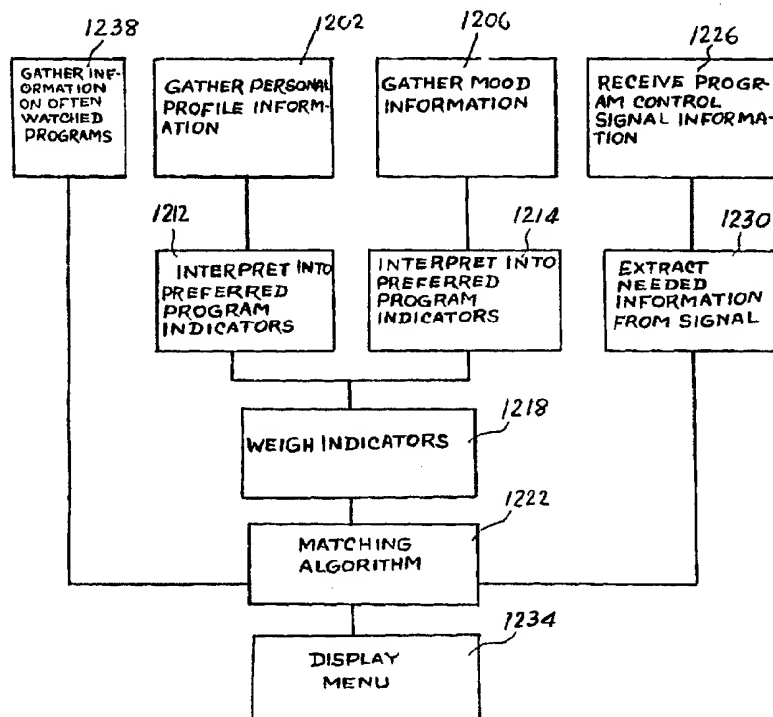 1238
1202
1206
1226
GATHER INF-
ORMATION
ON OFTEN
WATCHED
PROGRAMS
GATHER PERSONAL
PROFILE INFORM-
ATION
GATHER MOOD
INFORMATION
RECEIVE PROGR-
AM CONTROL
SIGNAL INFORMA-
TION
1212
1214
1230
INTERPRET INTO
PREFERRED
PROGRAM
INDICATORS
INTERPRET INTO
PREFERRED
PROGRAM
INDICATORS
EXTRACT
NEEDED
INFORMATION
FROM SIGNAL
1218
WEIGH INDICATORS
1222
MATCHING
ALGORITHM
1234
DISPLAY
MENU